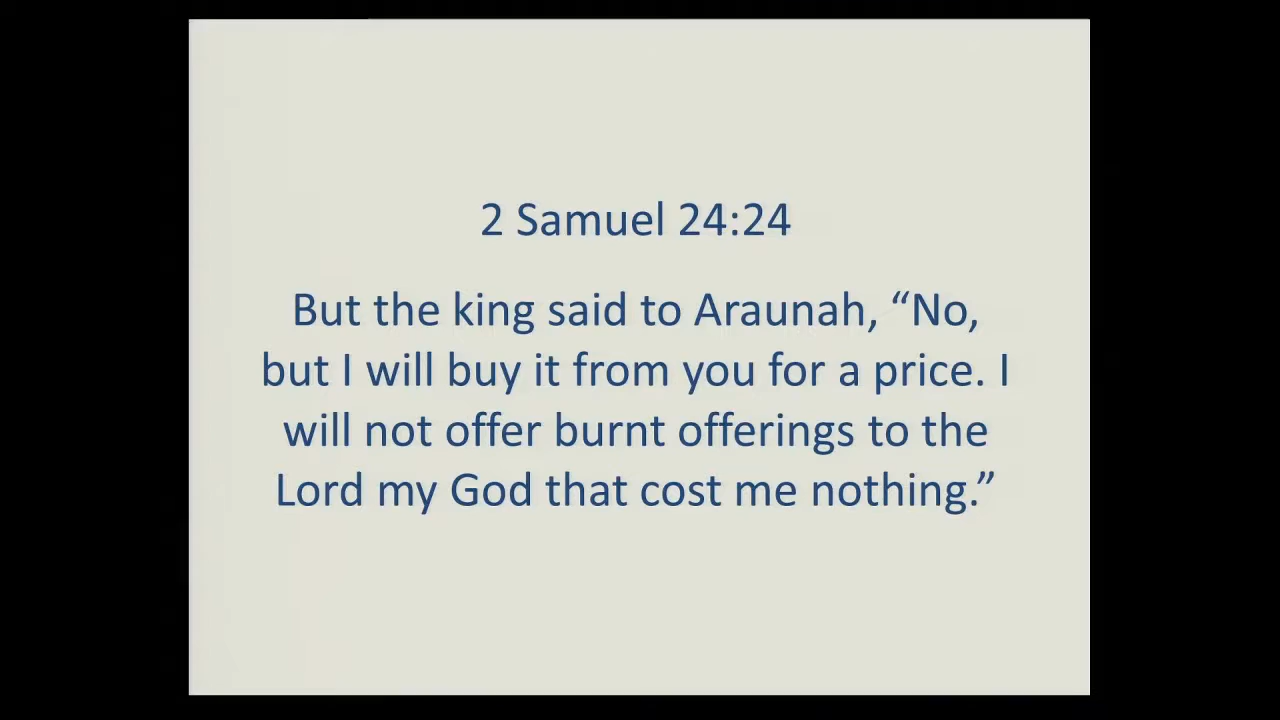 2 Samuel 24:24
But the king said to Araunah, “No,
but I will buy it from you for a price. I
will not offer burnt offerings to the
Lord my God that cost me nothing.”